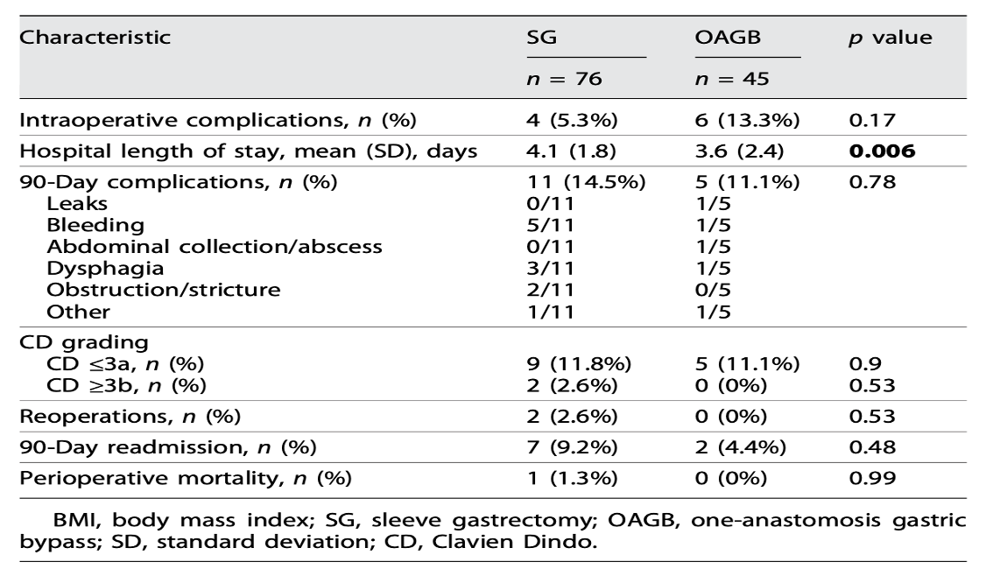 Characteristic SG OAGB p value
n = 76 n = 45
Intraoperative complications, n (%) 4 (5.3%) 6 (13.3%) 0.17
Hospital length of stay, mean (SD), days 4.1 (1.8) 3.6 (2.4) 0.006
90-Day complications, n (%) 11 (14.5%) 5 (11.1%) 0.78
Leaks 0/11 1/5
Bleeding 5/11 1/5
Abdominal collection/abscess 0/11 1/5
Dysphagia 3/11 1/5
Obstruction/stricture 2/11 0/5
Other 1/11 1/5
CD grading
CD ≤3a, n (%) 9 (11.8%) 5 (11.1%) 0.9
CD ≥3b, n (%) 2 (2.6%) 0 (0%) 0.53
Reoperations, n (%) 2 (2.6%) 0 (0%) 0.53
90-Day readmission, n (%) 7 (9.2%) 2 (4.4%) 0.48
Perioperative mortality, n (%) 1 (1.3%) 0 (0%) 0.99
BMI, body mass index; SG, sleeve gastrectomy; OAGB, one-anastomosis gastric
bypass; SD, standard deviation; CD, Clavien Dindo.